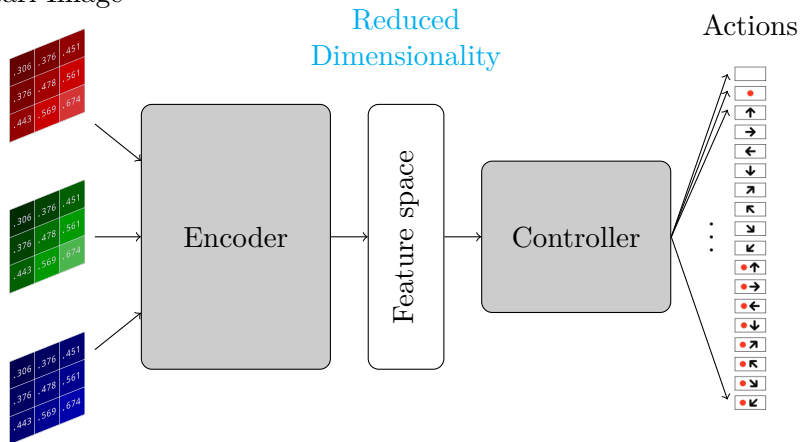 Image
Reduced
Dimensionality
Actions
.306 .376 .451
.376 .478 .561
.443 .569 .674
.306 .376 .451
.376 .478 .561
.443 .569 .674
.306 .376 .451
.376 .478 .561
.443 .569 .674
Encoder
Feature space
Controller